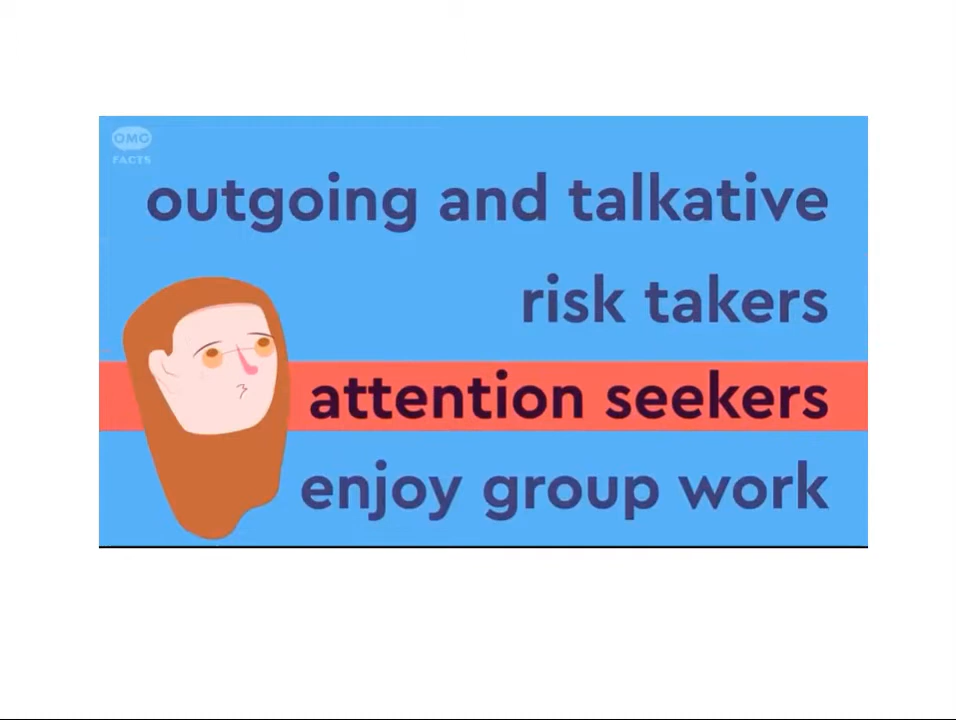 OMG
FACTS
outgoing and talkative
risk takers
attention seekers
enjoy group work